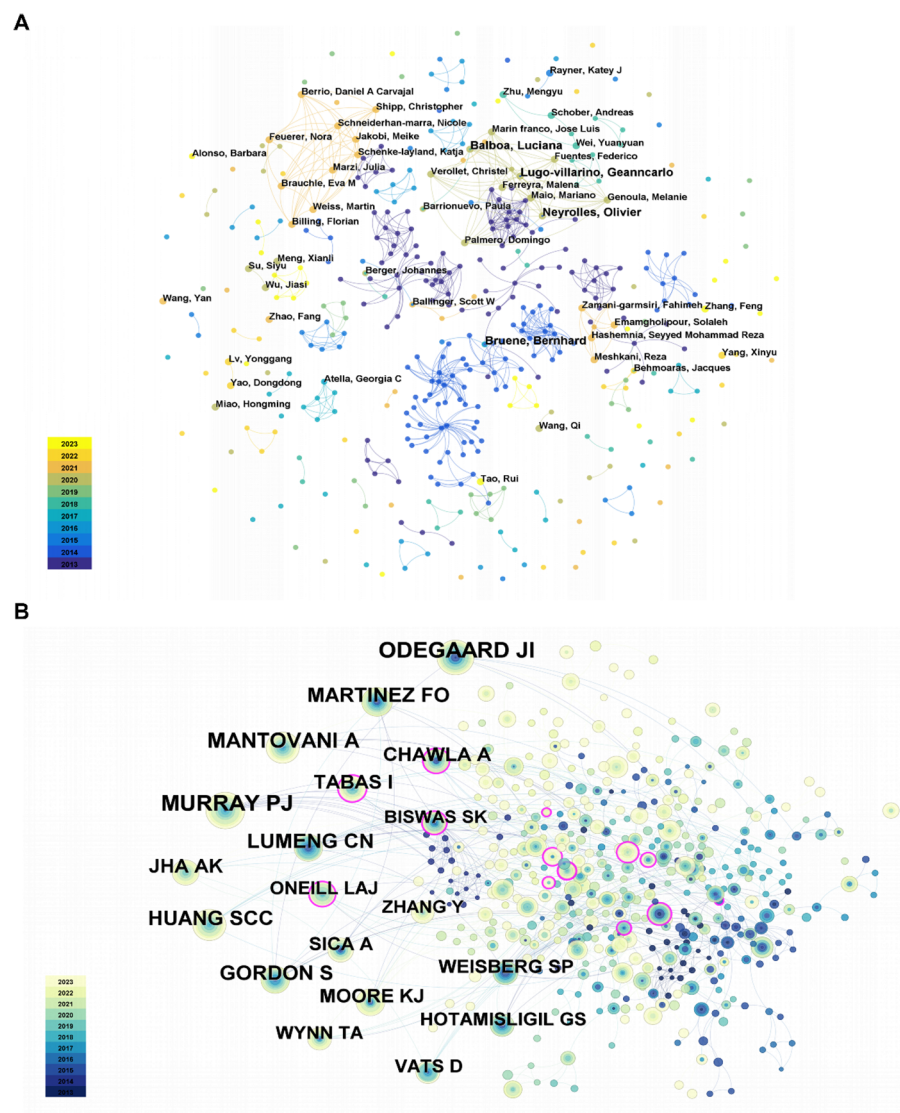 A
Rayner, Katey J
Berrio, Daniel A Carvajal
Zhu, Mengyu
Shipp, Christopher
Schober, Andreas
Schneiderhan-marra, Nicole
Marin franco, Jose Luis
Feuerer, Nora
Jakobi, Meike
Balboa, Luciana
Wei, Yuanyuan
Alonso, Barbara
Schenke-layland, Katja
Fuentes, Federico
Marzi, Julia
Verollet, Christel
Lugo-villarino, Geanncarlo
Brauchle, Eva M
Ferreyra, Malena
Maio, Mariano
Genoula, Melanie
Weiss, Martin
Barrionuevo, Paula
Neyrolles, Olivier
Billing, Florian
Palmero, Domingo
Meng, Xianli
Su, Siyu
Berger, Johannes
Wu, Jiasi
Wang, Yan
Ballinger, Scott W
Zamani-garmsiri, Fahimeh
Zhang, Feng
Zhao, Fang
Emamgholipour, Solaleh
Bruene, Bernhard
Hashemnia, Seyyed Mohammad Reza
Lv, Yonggang
Meshkani, Reza
Yang, Xinyu
Behmoaras, Jacques
Yao, Dongdong
Atella, Georgia C
Miao, Hongming
Wang, Qi
Tao, Rui
2023
2022
2021
2020
2019
2018
2017
2016
2015
2014
2013
B
ODEGAARD JI
MARTINEZ FO
MANTOVANI A
CHAWLA A
TABAS I
MURRAY PJ
BISWAS SK
LUMENG CN
JHA AK
ONEILL LAJ
ZHANG Y
HUANG SCC
SICA A
GORDON S
WEISBERG SP
MOORE KJ
HOTAMISLIGIL GS
WYNN TA
VATS D
2023
2022
2021
2020
2019
2018
2017
2016
2015
2014
2013